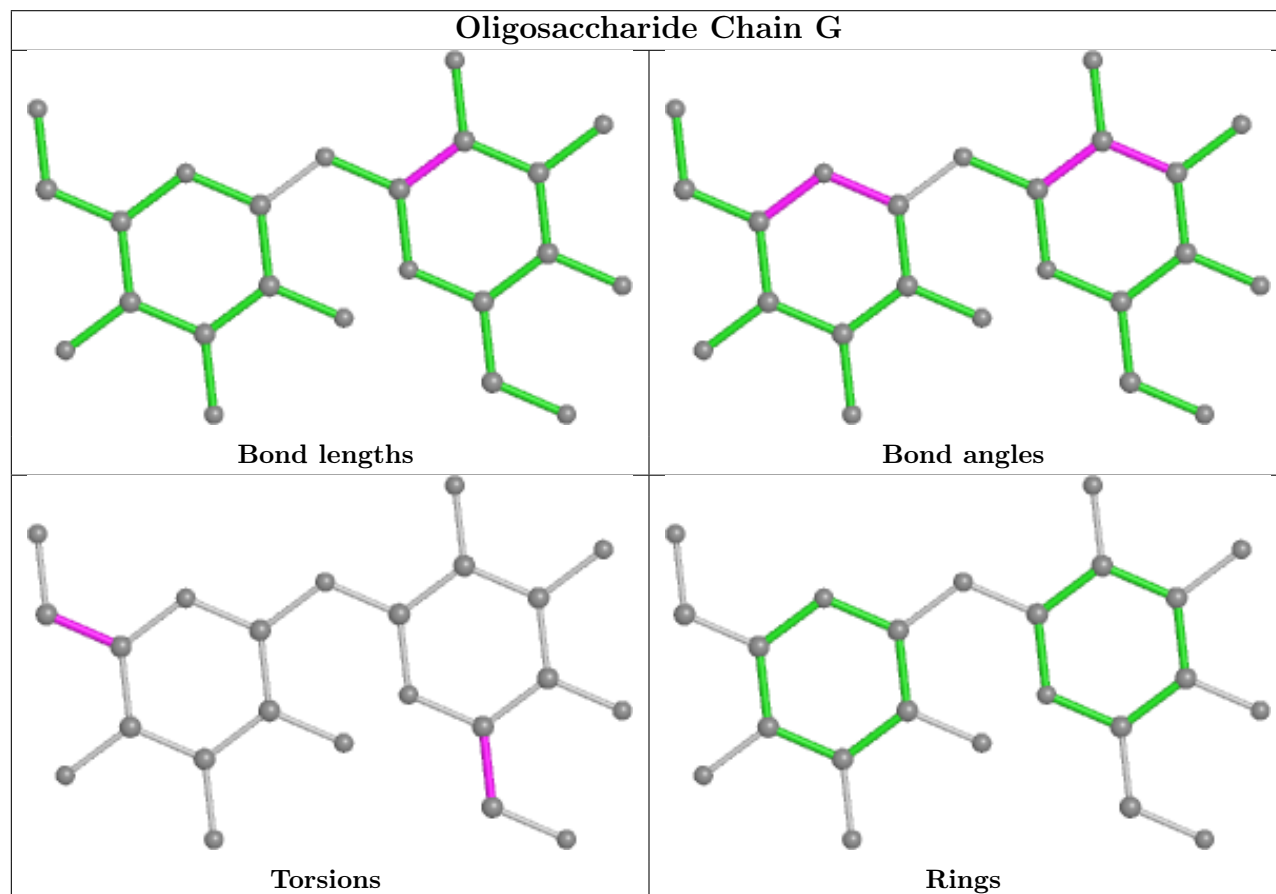 Oligosaccharide Chain G
Bond lengths
Bond angles
Torsions
Rings